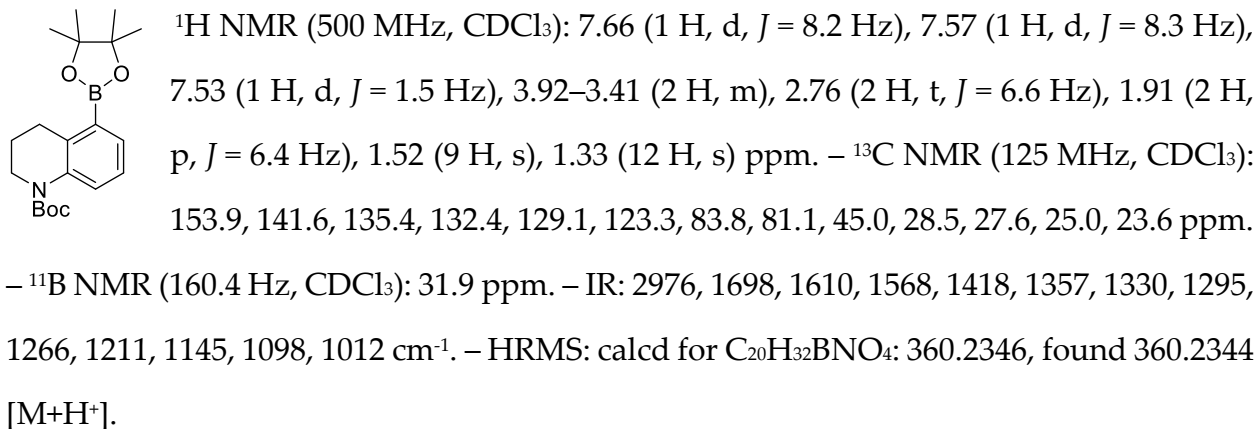 ¹H NMR (500 MHz, CDCl₃): 7.66 (1 H, d, J = 8.2 Hz), 7.57 (1 H, d, J = 8.3 Hz),
7.53 (1 H, d, J = 1.5 Hz), 3.92–3.41 (2 H, m), 2.76 (2 H, t, J = 6.6 Hz), 1.91 (2 H,
p, J = 6.4 Hz), 1.52 (9 H, s), 1.33 (12 H, s) ppm. – ¹³C NMR (125 MHz, CDCl₃):
153.9, 141.6, 135.4, 132.4, 129.1, 123.3, 83.8, 81.1, 45.0, 28.5, 27.6, 25.0, 23.6 ppm.
– ¹¹B NMR (160.4 Hz, CDCl₃): 31.9 ppm. – IR: 2976, 1698, 1610, 1568, 1418, 1357, 1330, 1295,
1266, 1211, 1145, 1098, 1012 cm⁻¹. – HRMS: calcd for C₂₀H₃₂BNO₄: 360.2346, found 360.2344
[M+H⁺].
O O
B
N
Boc